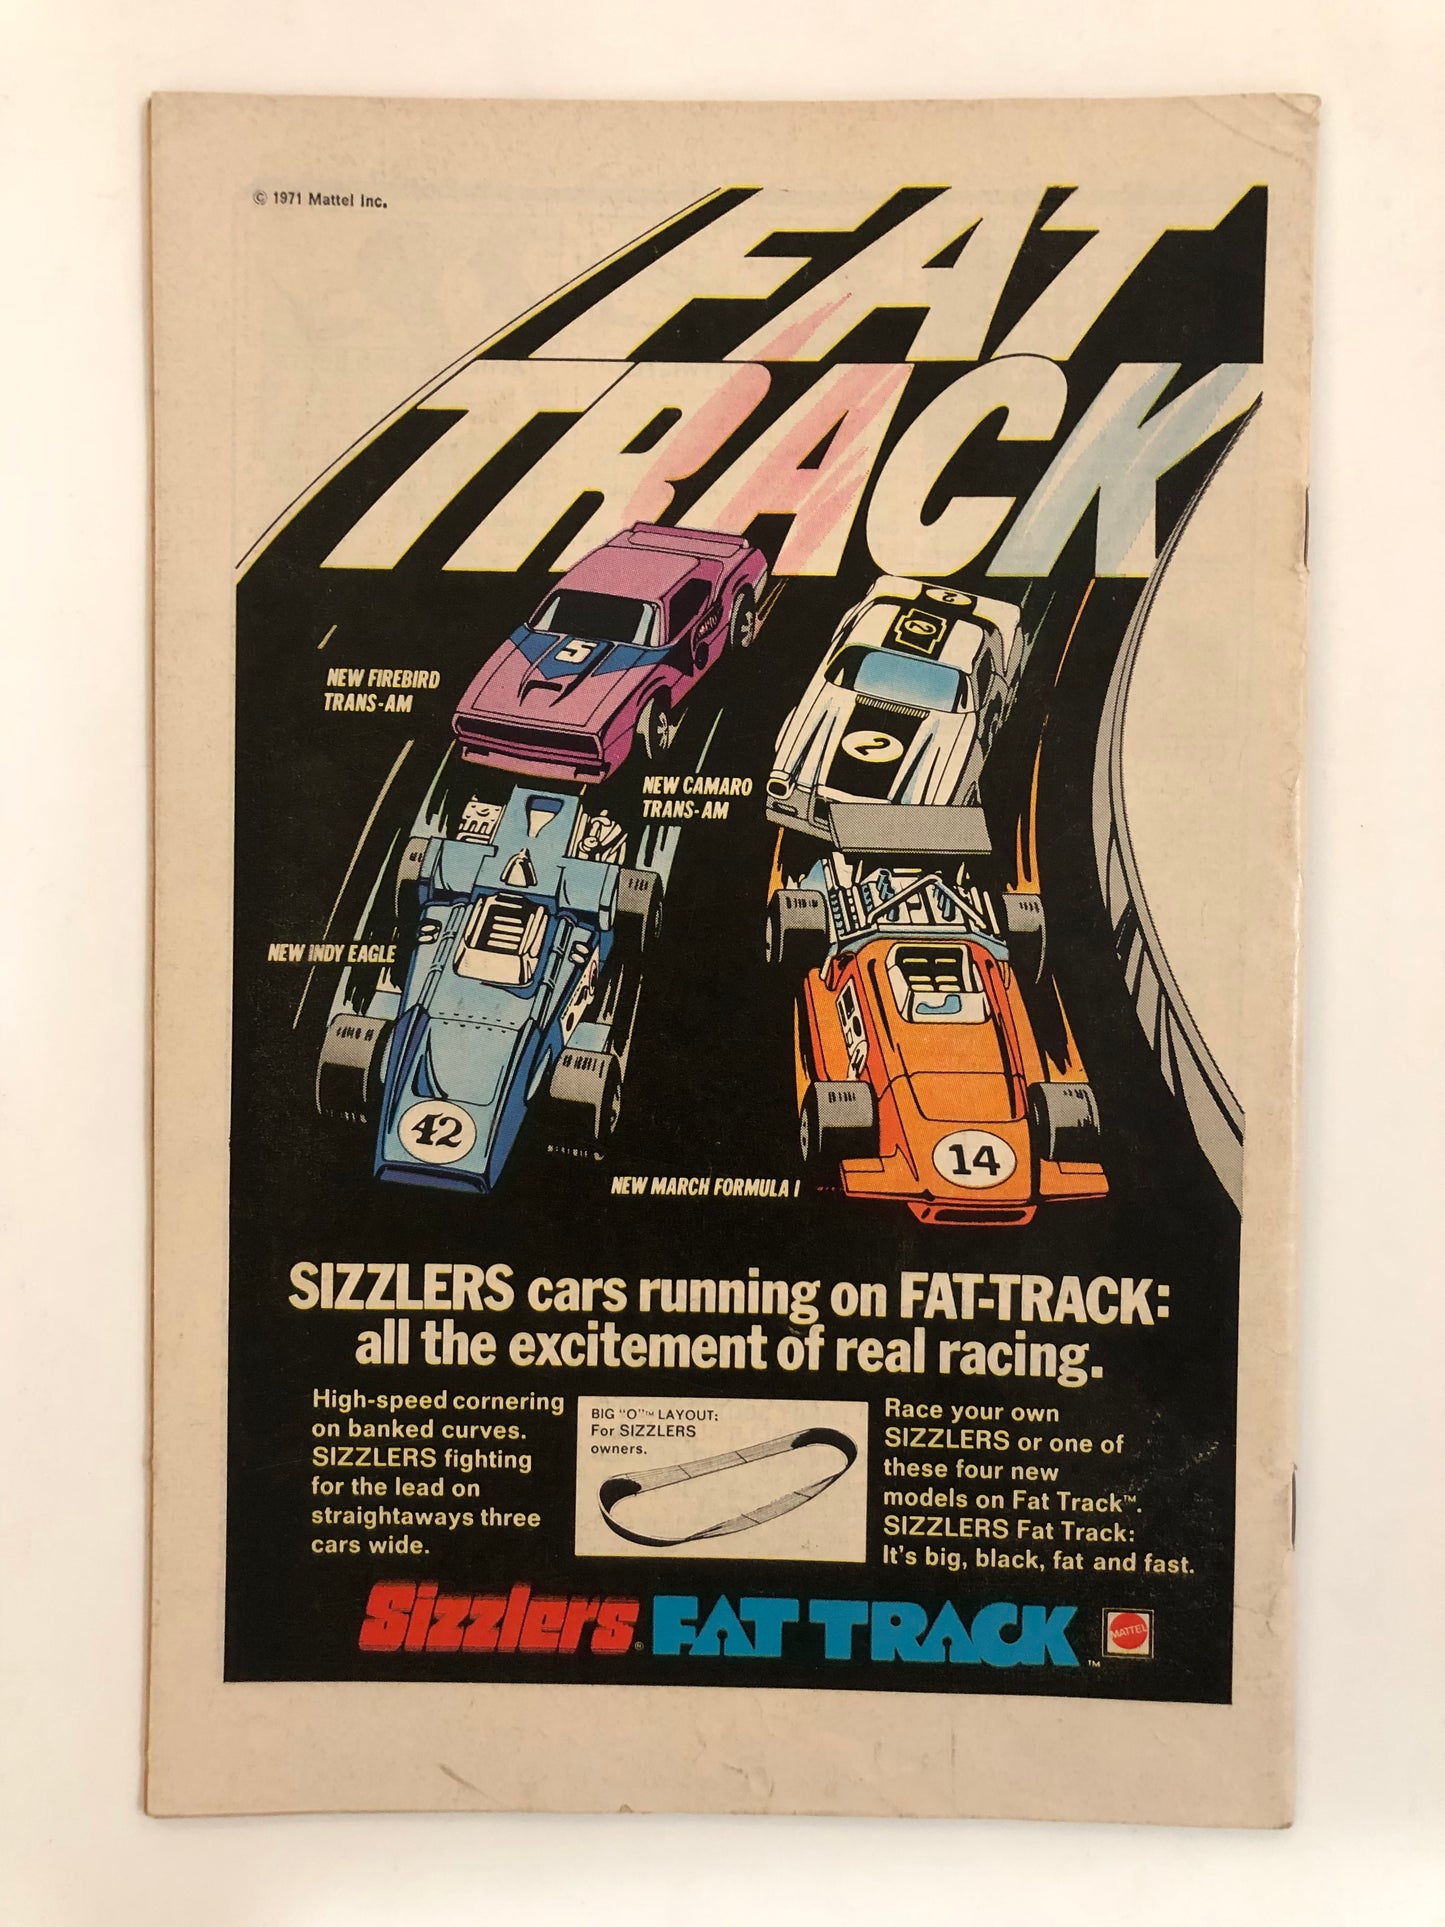 © 1971 Mattel Inc.
FAT
TRACK
5
2
2
2
NEW FIREBIRD
TRANS-AM
NEW CAMARO
TRANS-AM
NEW INDY EAGLE
42
14
NEW MARCH FORMULA I
SIZZLERS cars running on FAT-TRACK:
all the excitement of real racing.
High-speed cornering
on banked curves.
SIZZLERS fighting
for the lead on
straightaways three
cars wide.
BIG "O"™ LAYOUT;
For SIZZLERS
owners.
Race your own
SIZZLERS or one of
these four new
models on Fat Track™.
SIZZLERS Fat Track:
It's big, black, fat and fast.
Sizzlers® FAT TRACK™ MATTEL